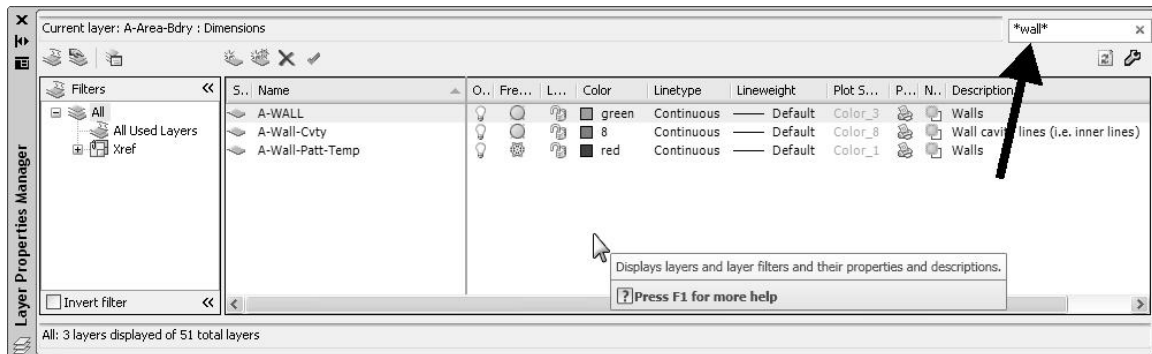 Current layer: A-Area-Bdry : Dimensions
*wall*
Filters
S.. Name O.. Fre... L... Color Linetype Lineweight Plot S... P... N.. Description
All
All Used Layers
Xref
A-WALL green Continuous Default Color_3 Walls
A-Wall-Cvty 8 Continuous Default Color_8 Wall cavity lines (i.e. inner lines)
A-Wall-Patt-Temp red Continuous Default Color_1 Walls
Displays layers and layer filters and their properties and descriptions.
Press F1 for more help
Invert filter
All: 3 layers displayed of 51 total layers
Layer Properties Manager